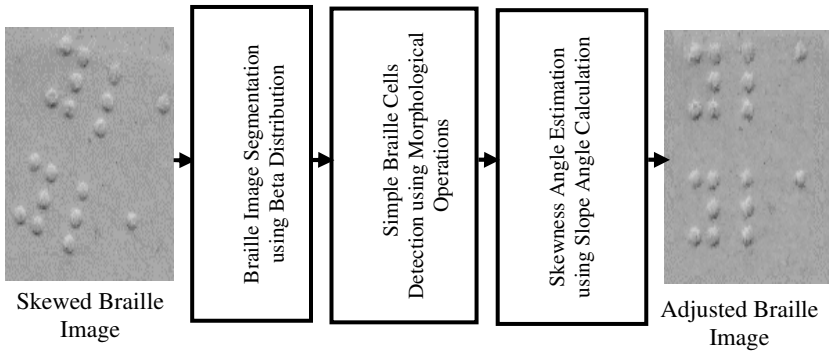 Skewed Braille
Image
Braille Image Segmentation
using Beta Distribution
Simple Braille Cells
Detection using Morphological
Operations
Skewness Angle Estimation
using Slope Angle Calculation
Adjusted Braille
Image